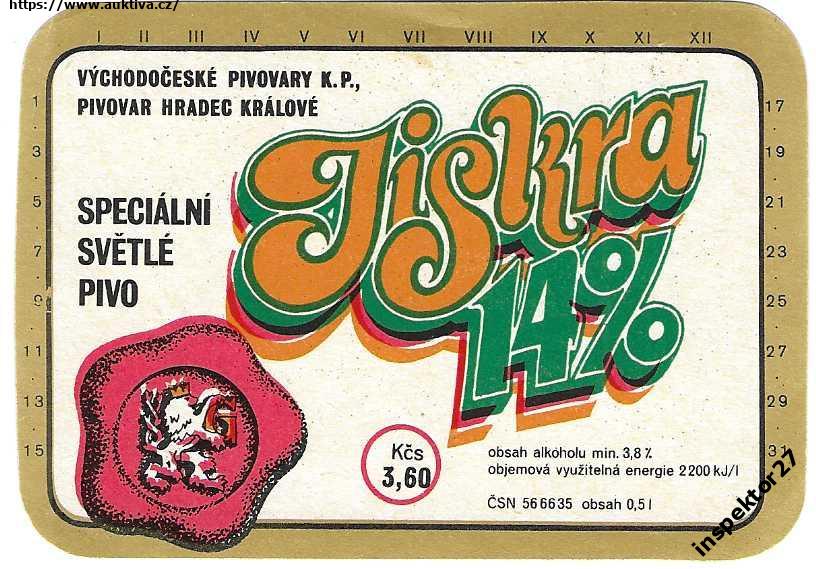 https://www.auktiva.cz/
I II III IV V VI VII VIII IX X XI XII
VÝCHODOČESKÉ PIVOVARY K.P.,
PIVOVAR HRADEC KRÁLOVÉ
Jiskra
14%
SPECIÁLNÍ
SVĚTLÉ
PIVO
1
3
5
7
9
11
13
15
17
19
21
23
25
27
29
31
G
Kčs
3,60
obsah alkoholu min. 3,8 %
objemová využitelná energie 2200 kJ/l
ČSN 56 6635 obsah 0,5 l
inspektor27